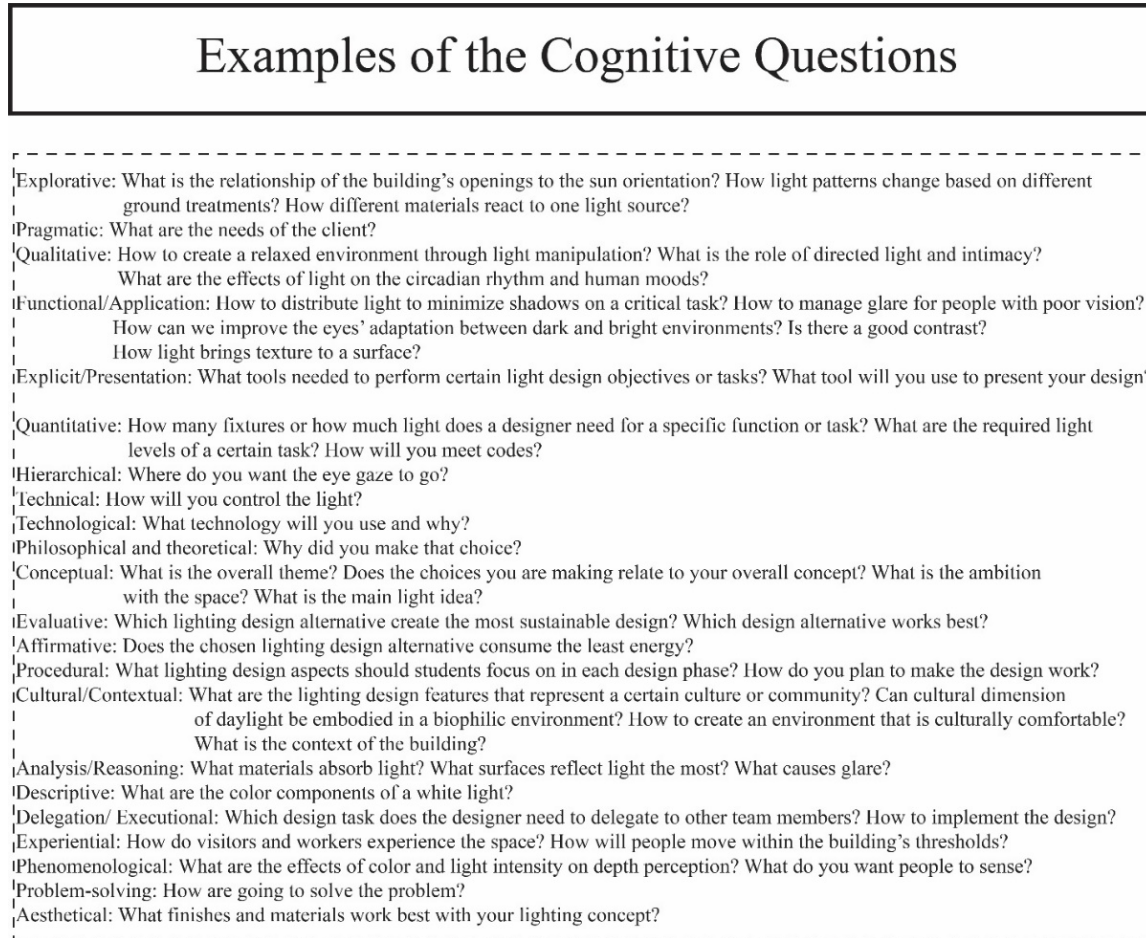 Examples of the Cognitive Questions
Explorative: What is the relationship of the building's openings to the sun orientation? How light patterns change based on different
ground treatments? How different materials react to one light source?
Pragmatic: What are the needs of the client?
Qualitative: How to create a relaxed environment through light manipulation? What is the role of directed light and intimacy?
What are the effects of light on the circadian rhythm and human moods?
Functional/Application: How to distribute light to minimize shadows on a critical task? How to manage glare for people with poor vision?
How can we improve the eyes' adaptation between dark and bright environments? Is there a good contrast?
How light brings texture to a surface?
Explicit/Presentation: What tools needed to perform certain light design objectives or tasks? What tool will you use to present your design?
Quantitative: How many fixtures or how much light does a designer need for a specific function or task? What are the required light
levels of a certain task? How will you meet codes?
Hierarchical: Where do you want the eye gaze to go?
Technical: How will you control the light?
Technological: What technology will you use and why?
Philosophical and theoretical: Why did you make that choice?
Conceptual: What is the overall theme? Does the choices you are making relate to your overall concept? What is the ambition
with the space? What is the main light idea?
Evaluative: Which lighting design alternative create the most sustainable design? Which design alternative works best?
Affirmative: Does the chosen lighting design alternative consume the least energy?
Procedural: What lighting design aspects should students focus on in each design phase? How do you plan to make the design work?
Cultural/Contextual: What are the lighting design features that represent a certain culture or community? Can cultural dimension
of daylight be embodied in a biophilic environment? How to create an environment that is culturally comfortable?
What is the context of the building?
Analysis/Reasoning: What materials absorb light? What surfaces reflect light the most? What causes glare?
Descriptive: What are the color components of a white light?
Delegation/ Executional: Which design task does the designer need to delegate to other team members? How to implement the design?
Experiential: How do visitors and workers experience the space? How will people move within the building's thresholds?
Phenomenological: What are the effects of color and light intensity on depth perception? What do you want people to sense?
Problem-solving: How are going to solve the problem?
Aesthetical: What finishes and materials work best with your lighting concept?